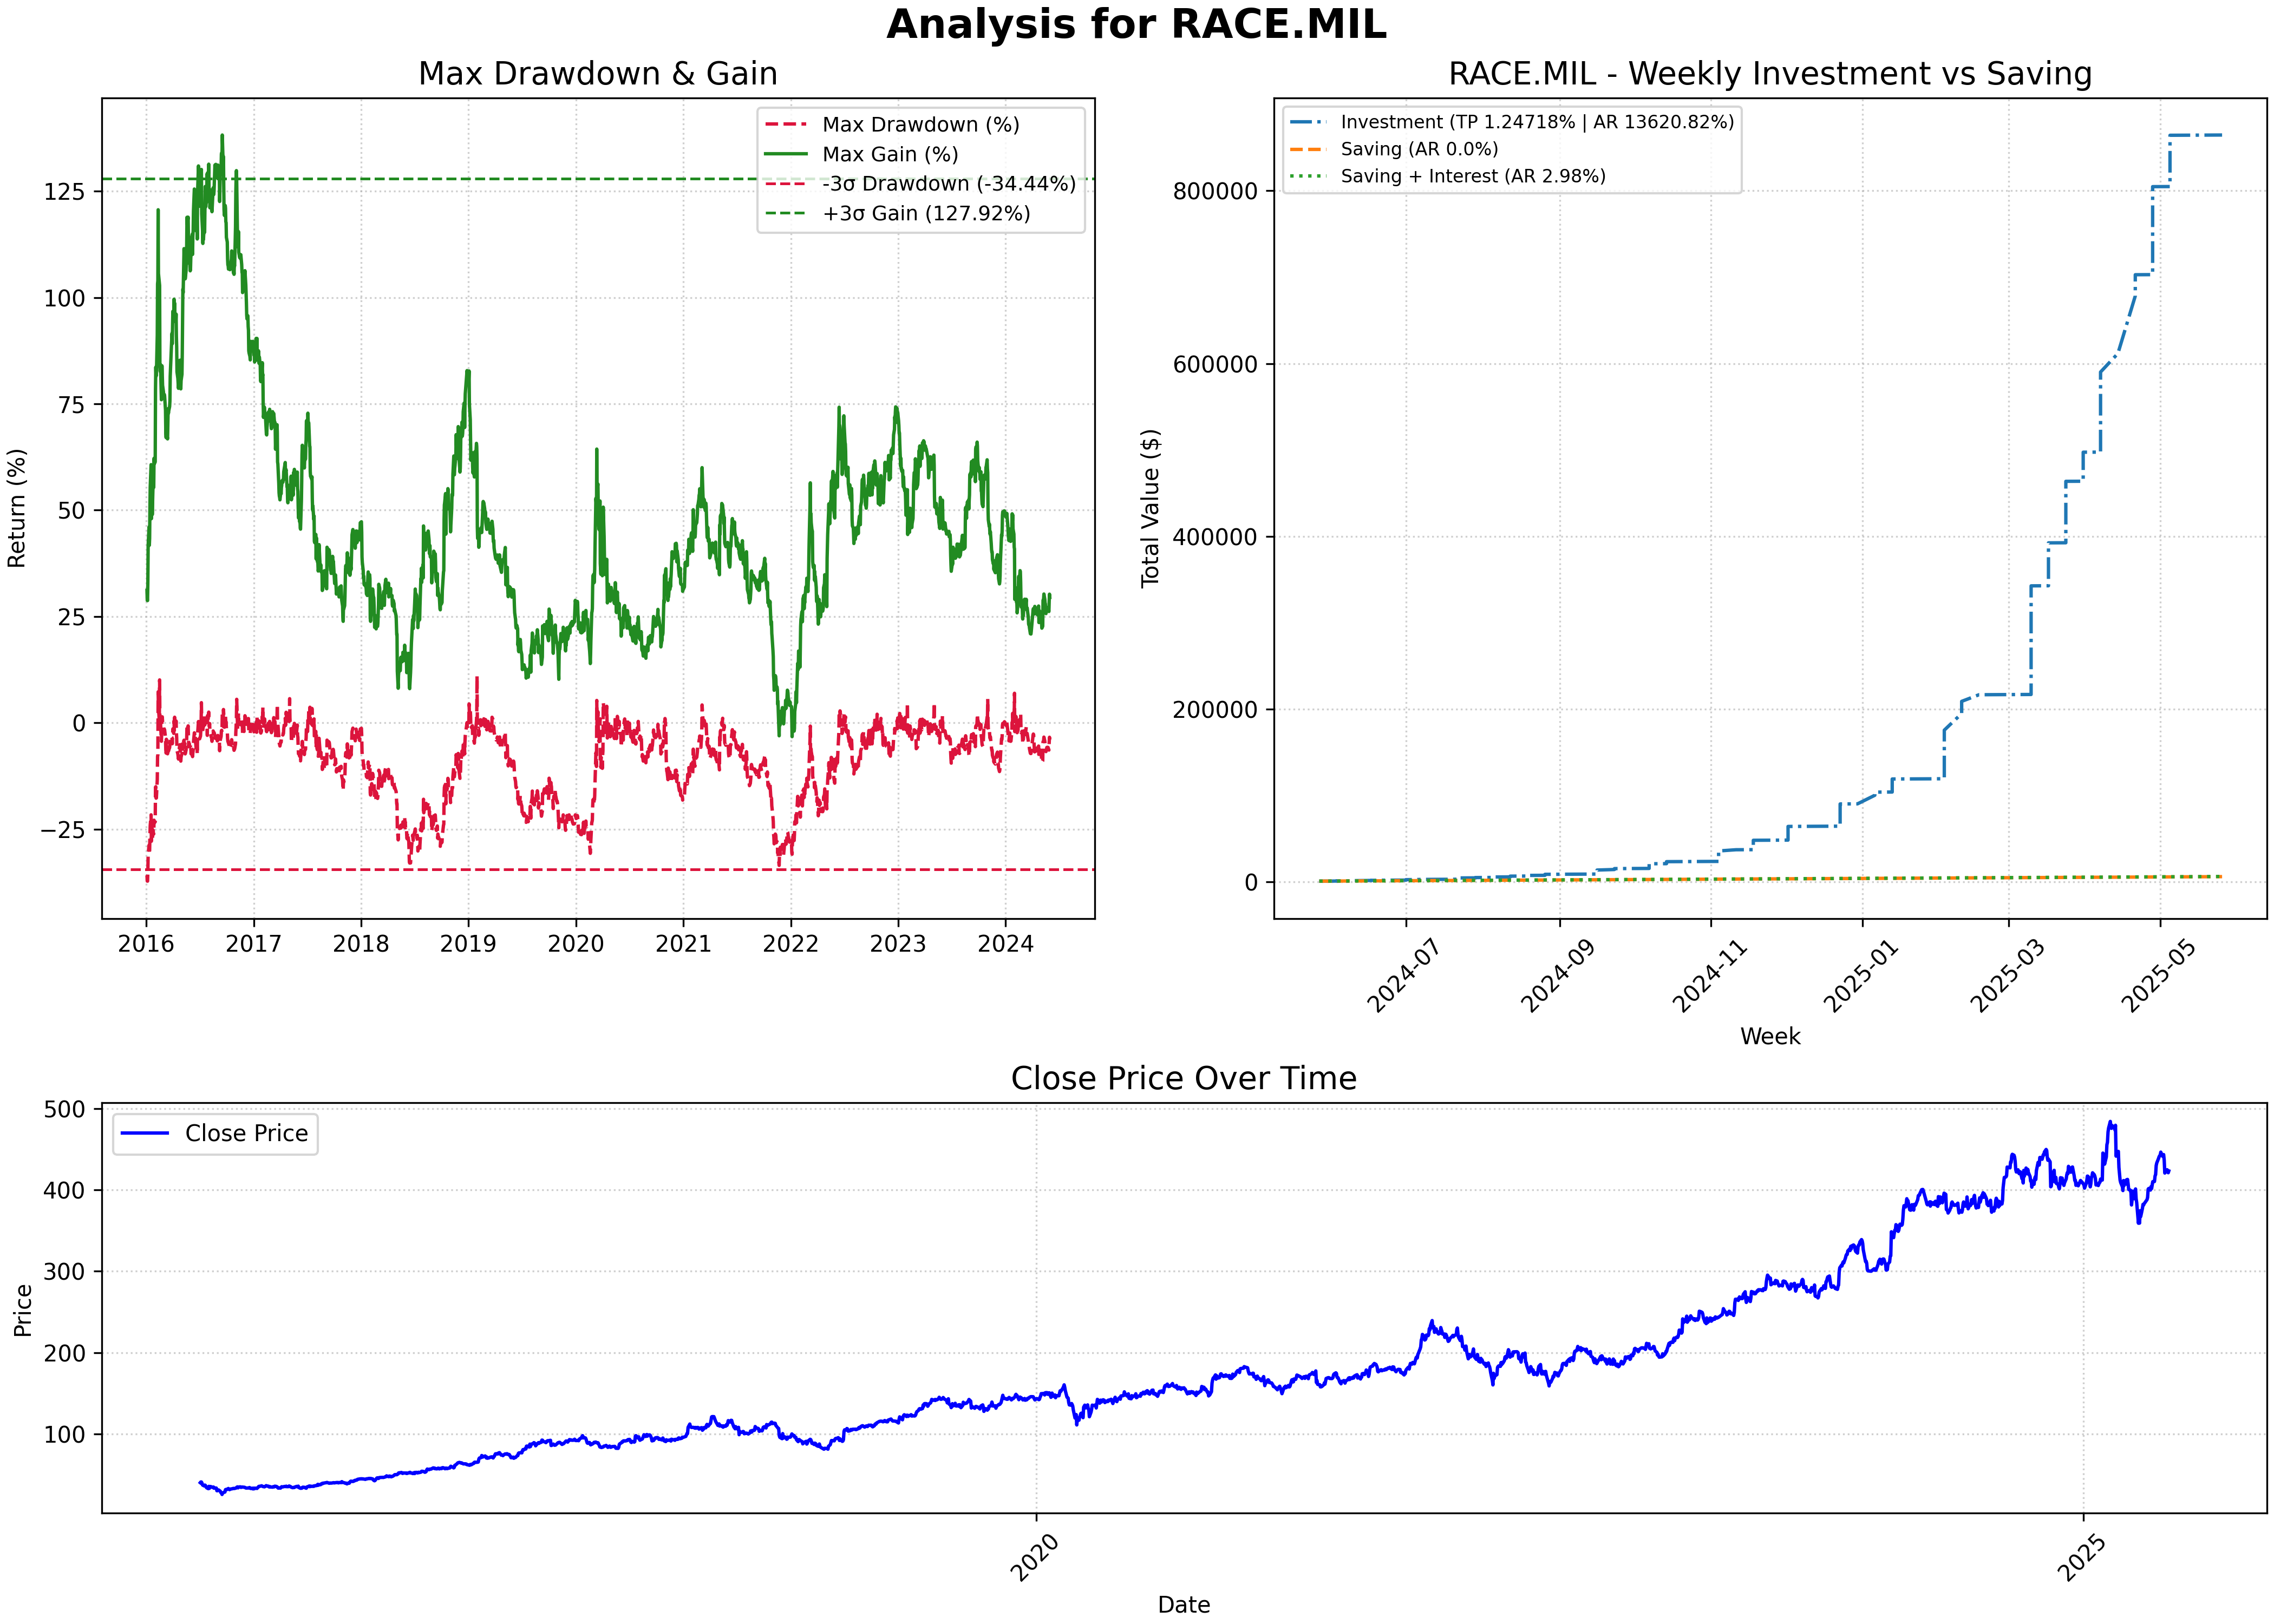 Analysis for RACE.MIL
Max Drawdown & Gain
Return (%)
125
100
75
50
25
0
−25
2016 2017 2018 2019 2020 2021 2022 2023 2024
Max Drawdown (%)
Max Gain (%)
-3σ Drawdown (-34.44%)
+3σ Gain (127.92%)
RACE.MIL - Weekly Investment vs Saving
Total Value ($)
800000
600000
400000
200000
0
Investment (TP 1.24718% | AR 13620.82%)
Saving (AR 0.0%)
Saving + Interest (AR 2.98%)
2024-07 2024-09 2024-11 2025-01 2025-03 2025-05
Week
Close Price Over Time
Price
500
400
300
200
100
Close Price
2020 2025
Date